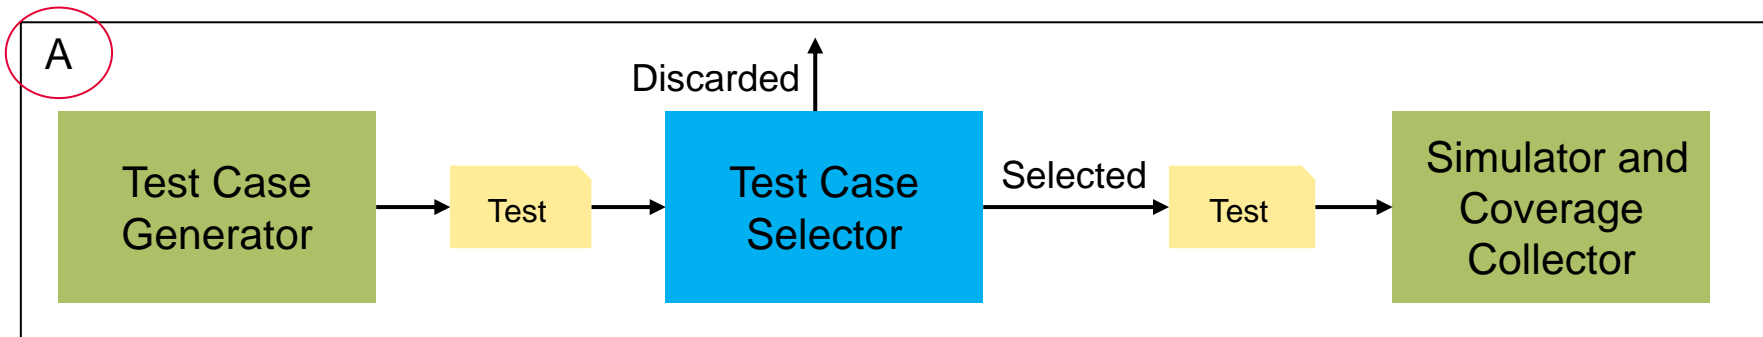 A
Discarded
Test Case
Generator
Test
Test Case
Selector
Selected
Test
Simulator and
Coverage
Collector